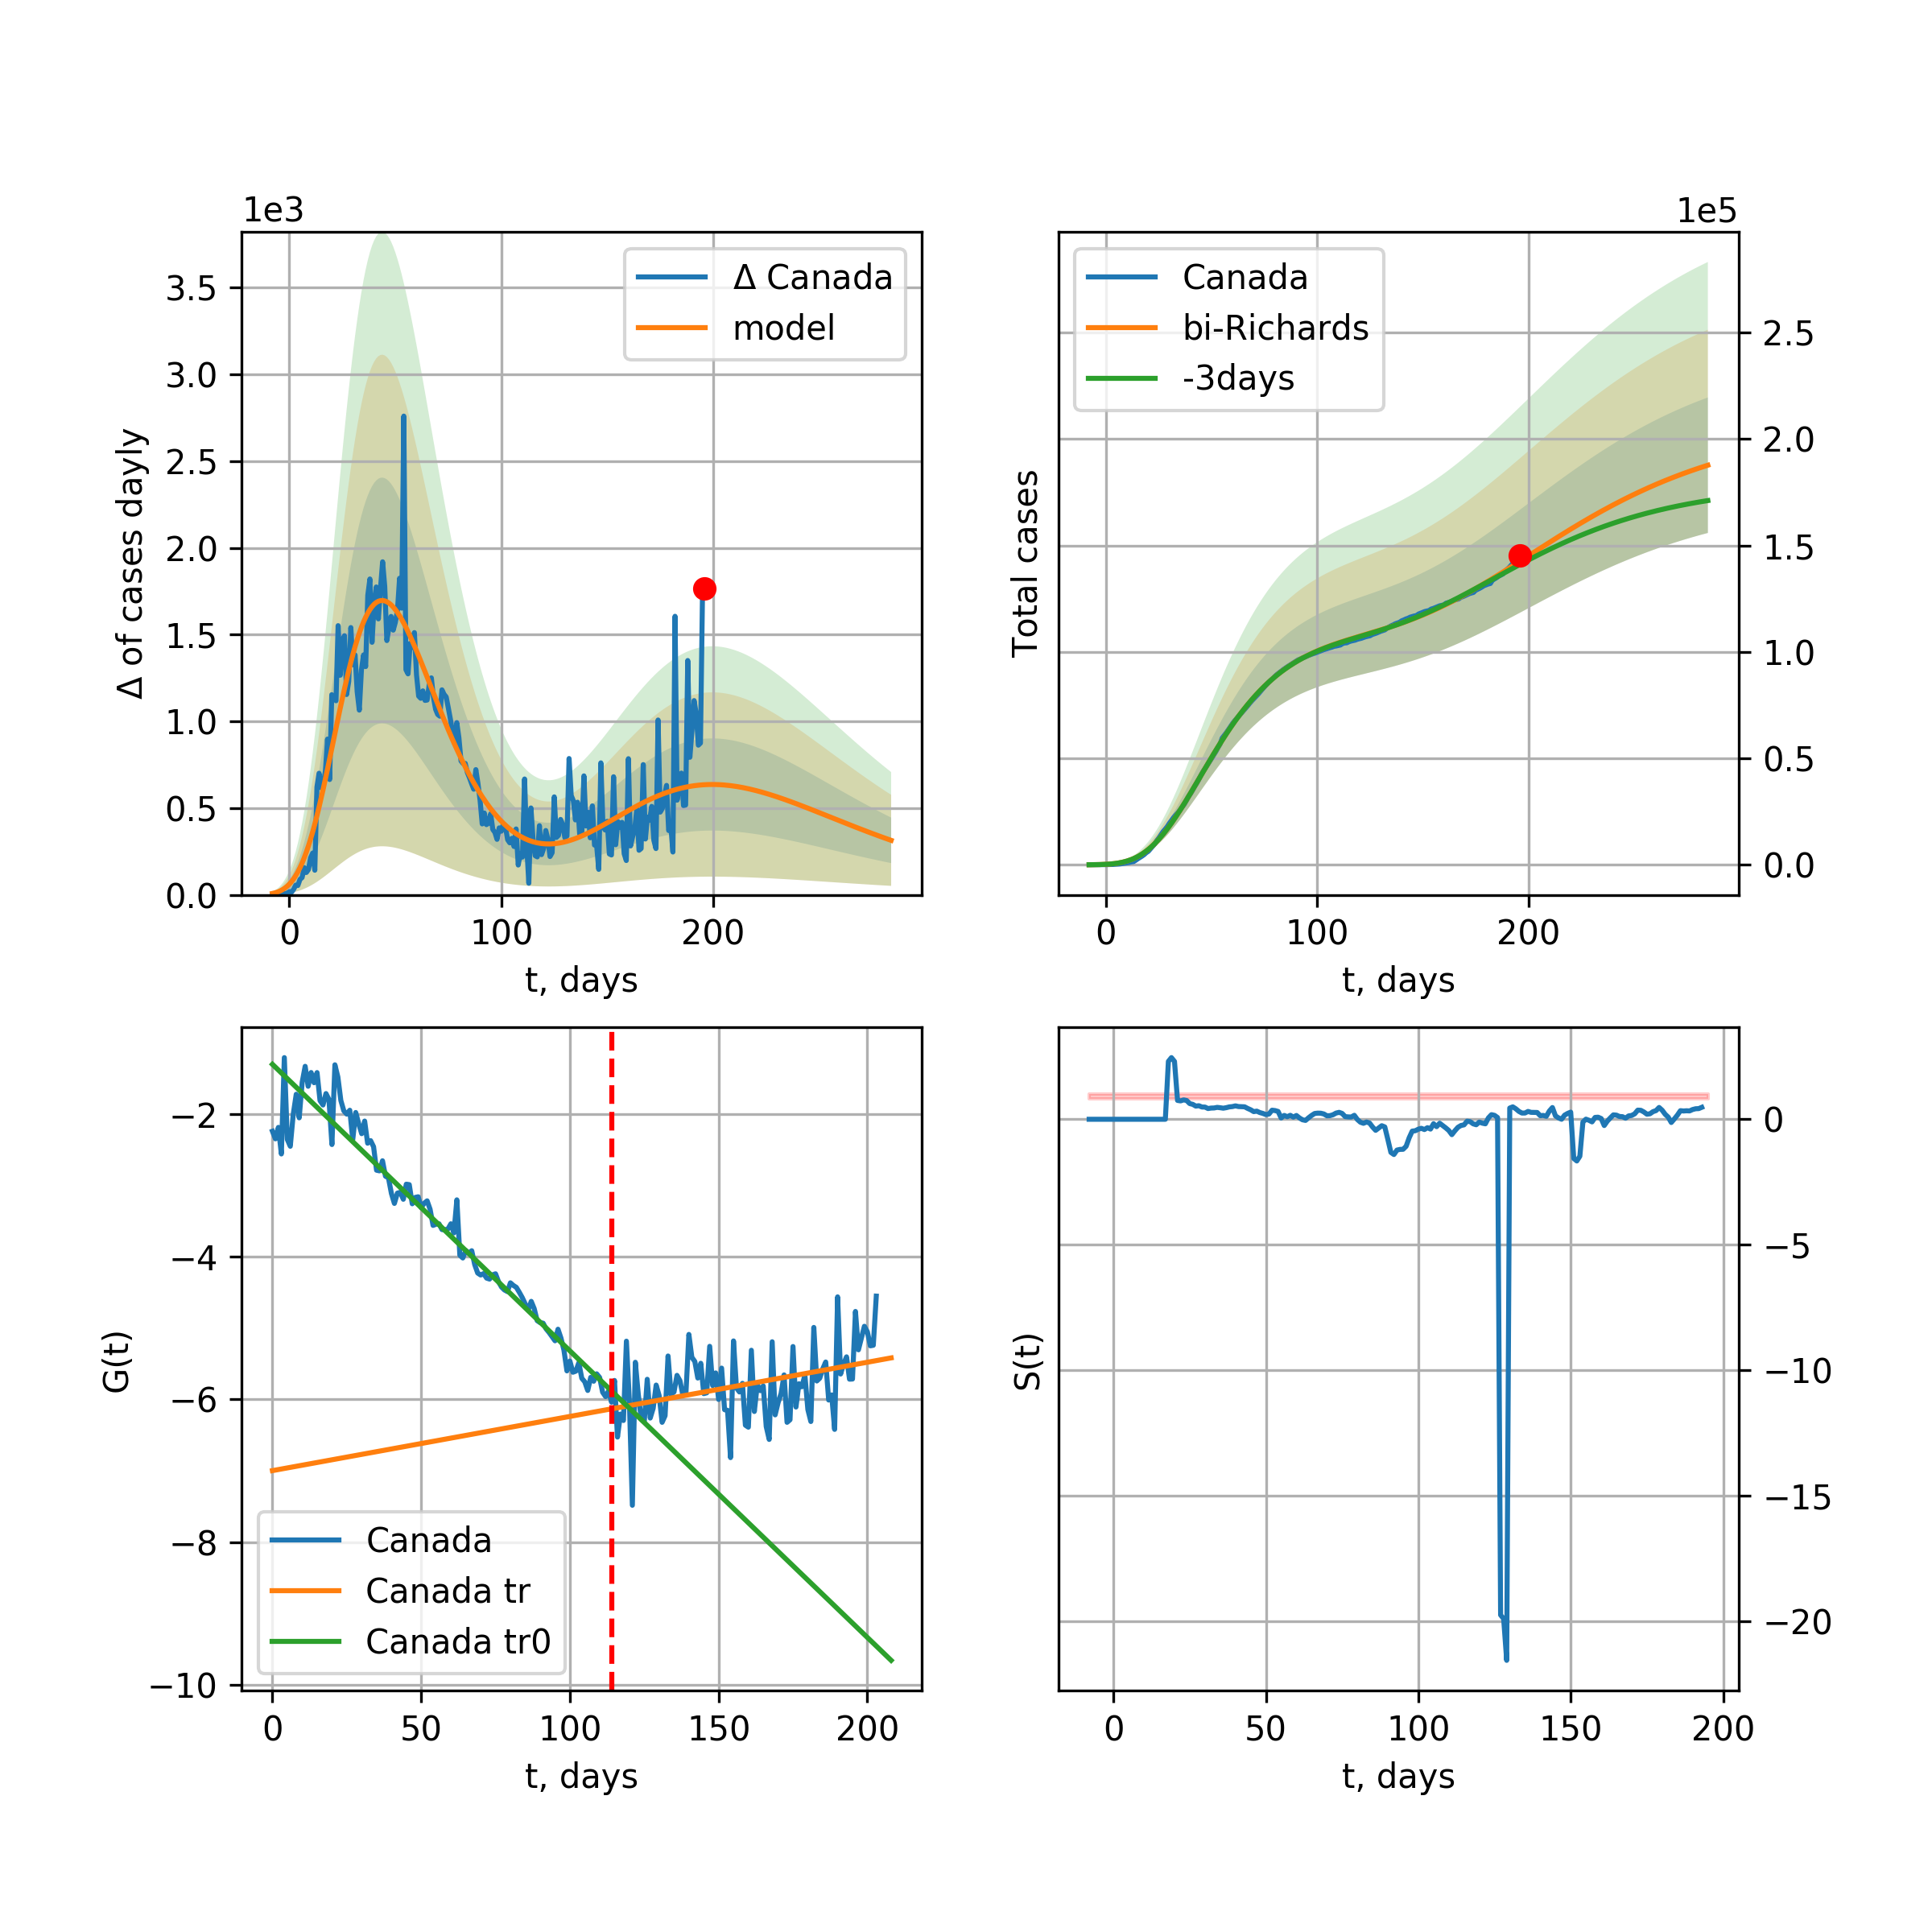 1e3
3.5
3.0
2.5
2.0
1.5
1.0
0.5
0.0
Δ of cases dayly
Δ Canada
model
0 100 200
t, days
1e5
Canada
bi-Richards
-3days
Total cases
2.5
2.0
1.5
1.0
0.5
0.0
0 100 200
t, days
−2
−4
−6
−8
−10
G(t)
Canada
Canada tr
Canada tr0
0 50 100 150 200
t, days
S(t)
0
−5
−10
−15
−20
0 50 100 150 200
t, days